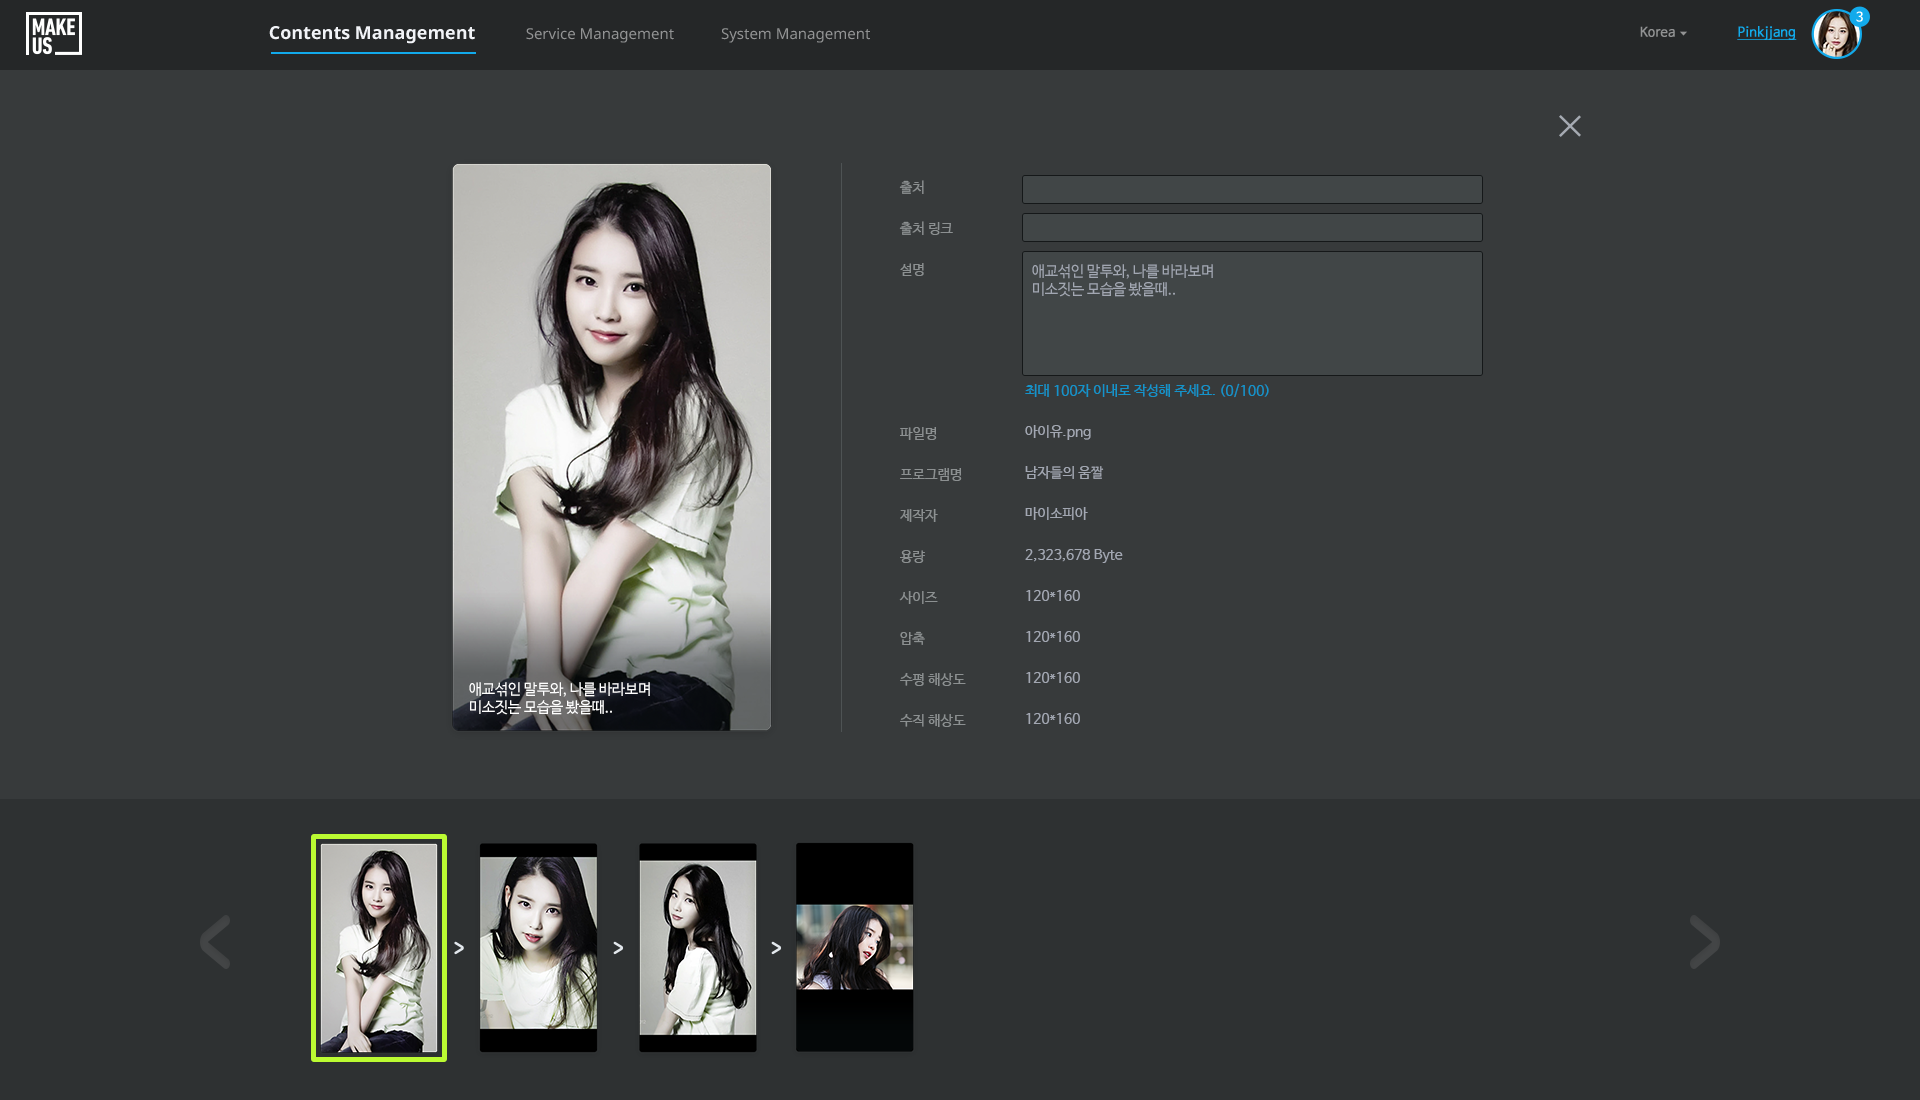 MAKE
US
Contents Management
Service Management
System Management
Korea
Pinkjjang
3
출처
출처 링크
설명
애교섞인 말투와, 나를 바라보며
미소짓는 모습을 봤을때..
최대 100자 이내로 작성해 주세요. (0/100)
파일명 아이유.png
프로그램명 남자들의 움짤
제작자 마이소피아
용량 2,323,678 Byte
사이즈 120*160
압축 120*160
수평 해상도 120*160
수직 해상도 120*160
애교섞인 말투와, 나를 바라보며
미소짓는 모습을 봤을때..